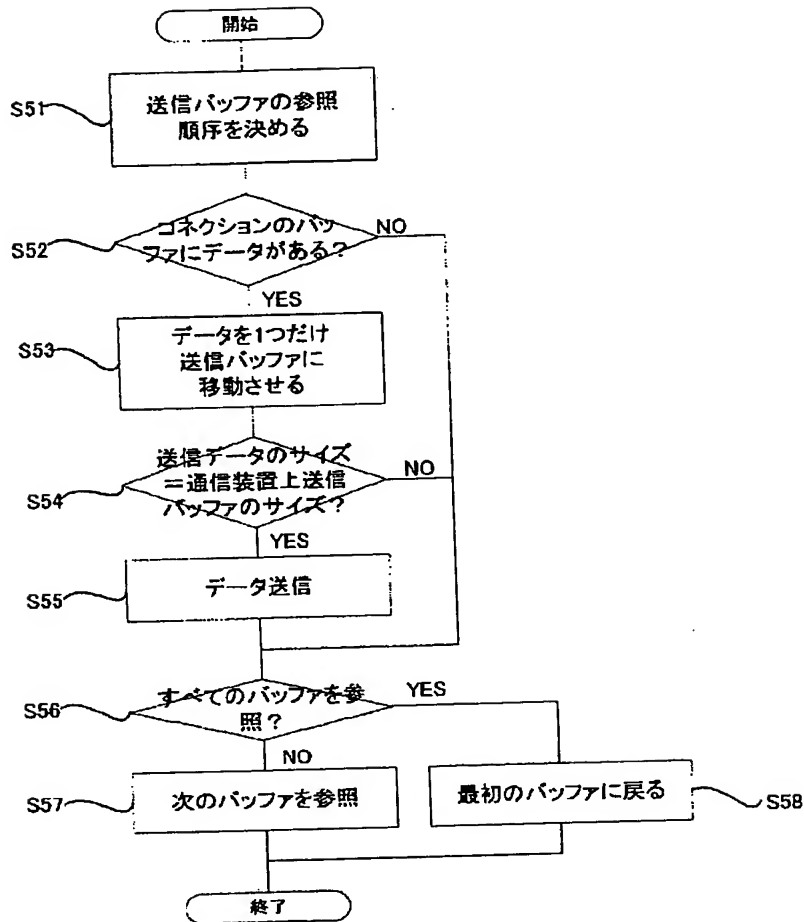 開始
S51
送信バッファの参照
順序を決める
S52
コネクションのバッ
ファにデータがある？
NO
YES
S53
データを1つだけ
送信バッファに
移動させる
S54
送信データのサイズ
＝通信装置上送信
バッファのサイズ？
NO
YES
S55
データ送信
S56
すべてのバッファを参
照？
YES
NO
S57
次のバッファを参照
最初のバッファに戻る
S58
終了